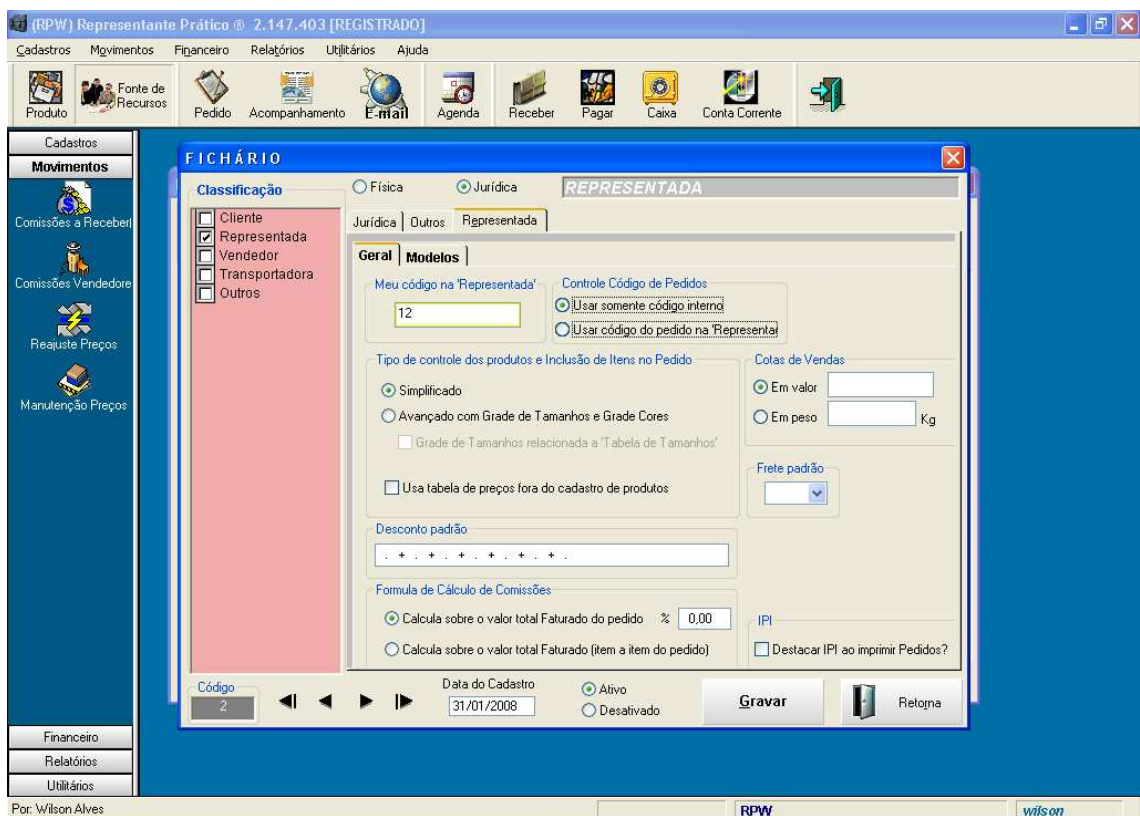 (RPW) Representante Prático ® 2.147.403 [REGISTRADO]
Cadastros Movimentos Financeiro Relatórios Utilitários Ajuda
Produto
Fonte de Recursos
Pedido
Acompanhamento
E-mail
Agenda
Receber
Pagar
Caixa
Conta Corrente
Cadastros
Movimentos
Comissões a Receber
Comissões Vendedore
Reajuste Preços
Manutenção Preços
Financeiro
Relatórios
Utilitários
FICHÁRIO
Classificação
Cliente
Representada
Vendedor
Transportadora
Outros
Física Jurídica REPRESENTADA
Jurídica Outros Representada
Geral Modelos
Meu código na 'Representada'
12
Controle Código de Pedidos
Usar somente código interno
Usar código do pedido na 'Representa
Tipo de controle dos produtos e Inclusão de Itens no Pedido
Simplificado
Avançado com Grade de Tamanhos e Grade Cores
Grade de Tamanhos relacionada a 'Tabela de Tamanhos'
Usa tabela de preços fora do cadastro de produtos
Cotas de Vendas
Em valor
Em peso Kg
Frete padrão
Desconto padrão
. + . + . + . + . + . + .
Formula de Cálculo de Comissões
Calcula sobre o valor total Faturado do pedido % 0,00
Calcula sobre o valor total Faturado (item a item do pedido)
IPI
Destacar IPI ao imprimir Pedidos?
Código
2
Data do Cadastro
31/01/2008
Ativo
Desativado
Gravar
Retorna
Por: Wilson Alves RPW wilson